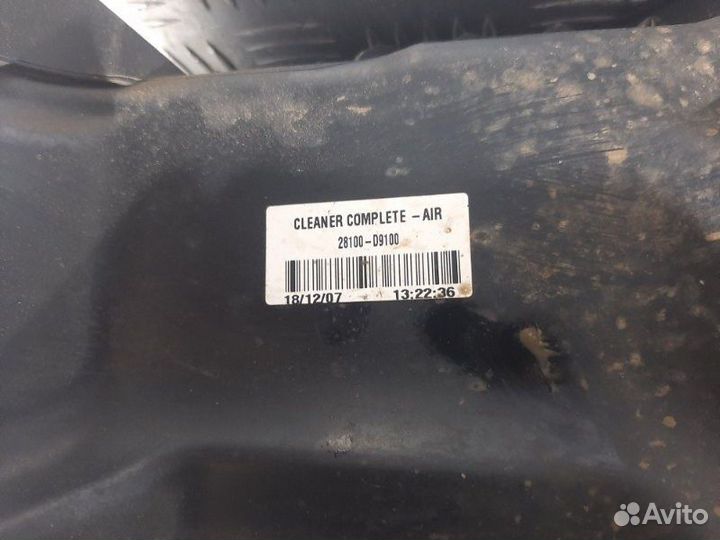 CLEANER COMPLETE - AIR
28100-D9100
18/12/07 13:22:36
Avito